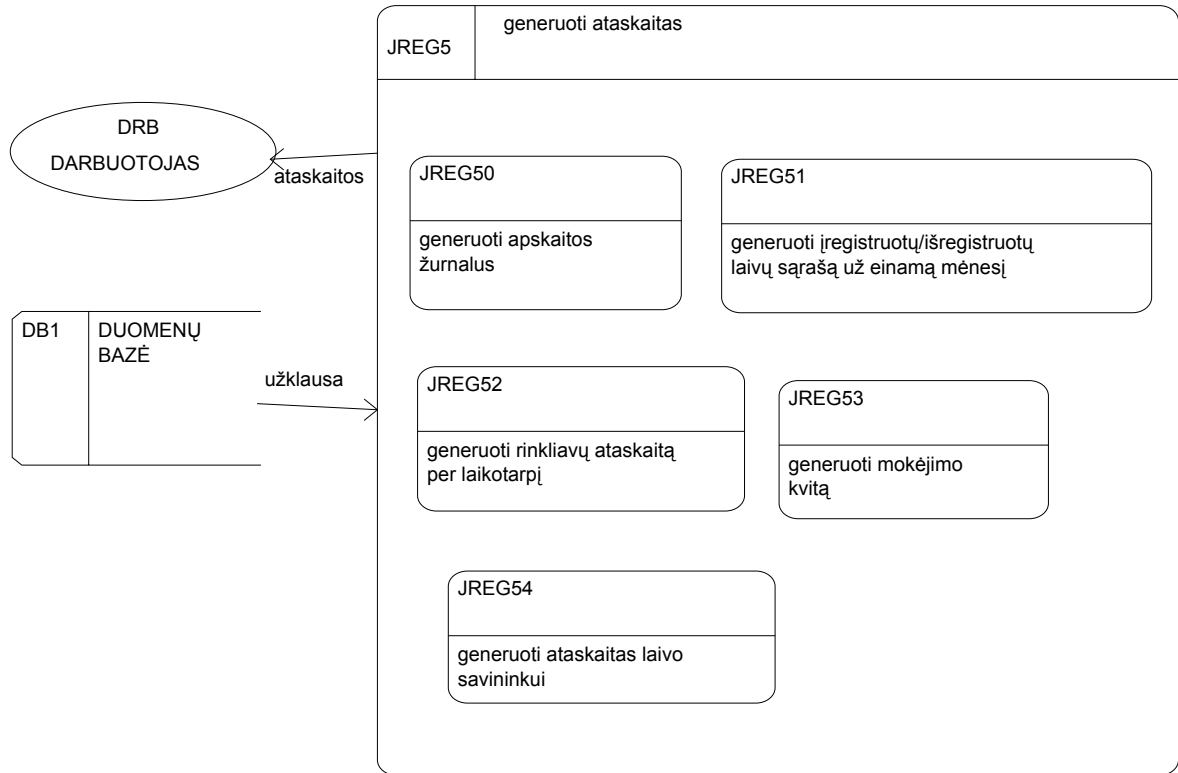 generuoti ataskaitas
JREG5
DRB
DARBUOTOJAS
ataskaitos
JREG50
generuoti apskaitos
žurnalus
JREG51
generuoti įregistruotų/išregistruotų
laivų sąrašą už einamą mėnesį
DB1
DUOMENŲ
BAZĖ
užklausa
JREG52
generuoti rinkliavų ataskaitą
per laikotarpį
JREG53
generuoti mokėjimo
kvitą
JREG54
generuoti ataskaitas laivo
savininkui